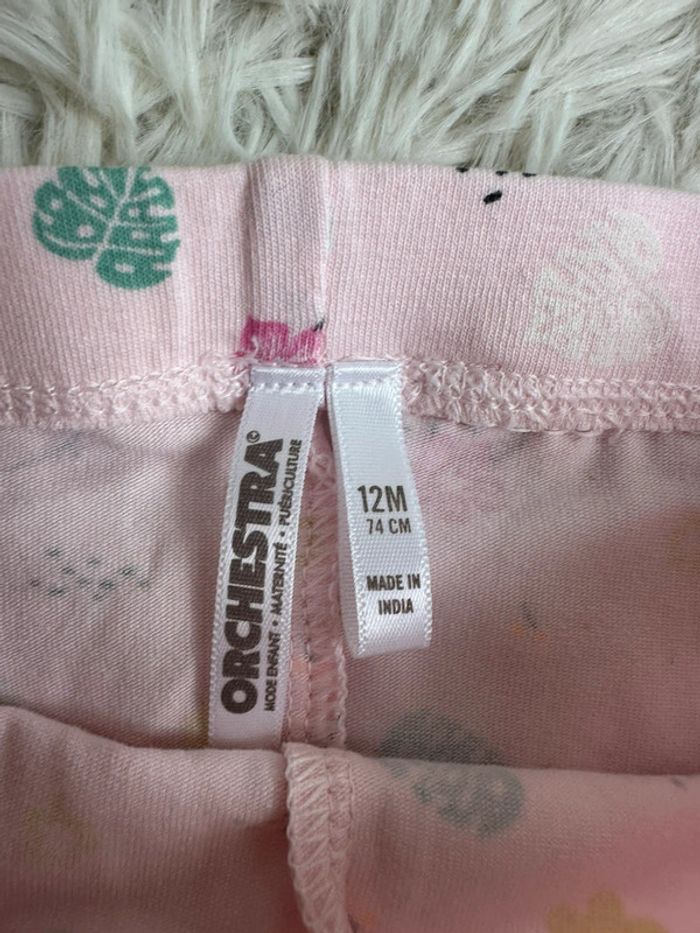 ORCHESTRA©
MODE ENFANT • MATERNITÉ • PUÉRICULTURE
12M
74 CM
MADE IN
INDIA